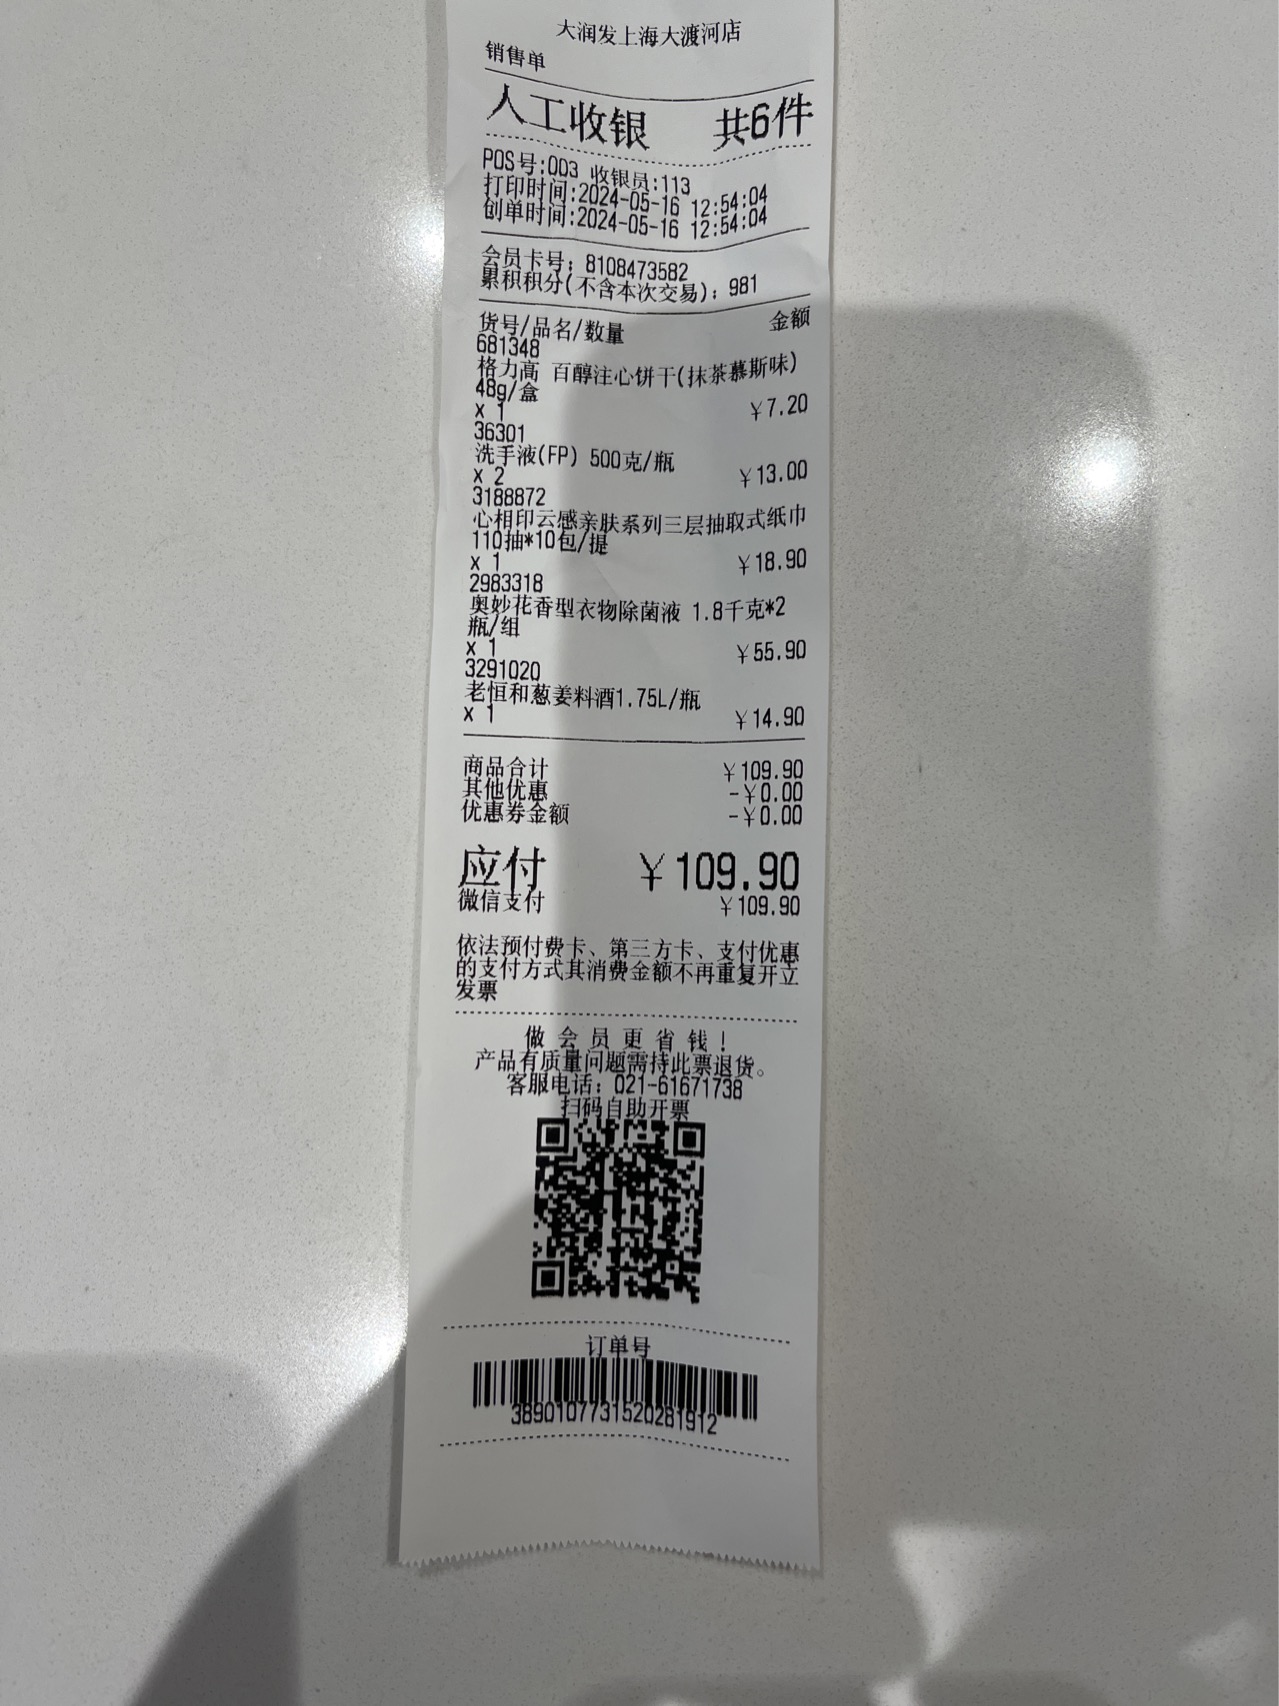 大润发上海大渡河店
销售单
人工收银 共6件
POS号:003 收银员:113
打印时间:2024-05-16 12:54:04
创单时间:2024-05-16 12:54:04
会员卡号: 8108473582
累积积分(不含本次交易): 981
货号/品名/数量 金额
681348
格力高 百醇注心饼干(抹茶慕斯味)
48g/盒
x 1 ¥7.20
36301
洗手液(FP) 500克/瓶
x 2 ¥13.00
3188872
心相印云感亲肤系列三层抽取式纸巾
110抽*10包/提
x 1 ¥18.90
2983318
奥妙花香型衣物除菌液 1.8千克*2
瓶/组
x 1 ¥55.90
3291020
老恒和葱姜料酒1.75L/瓶
x 1 ¥14.90
商品合计 ¥109.90
其他优惠 -¥0.00
优惠券金额 -¥0.00
应付 ¥109.90
微信支付 ¥109.90
依法预付费卡、第三方卡、支付优惠
的支付方式其消费金额不再重复开立
发票
做会员更省钱!
产品有质量问题需持此票退货。
客服电话: 021-61671738
扫码自助开票
订单号
3890107731520281912